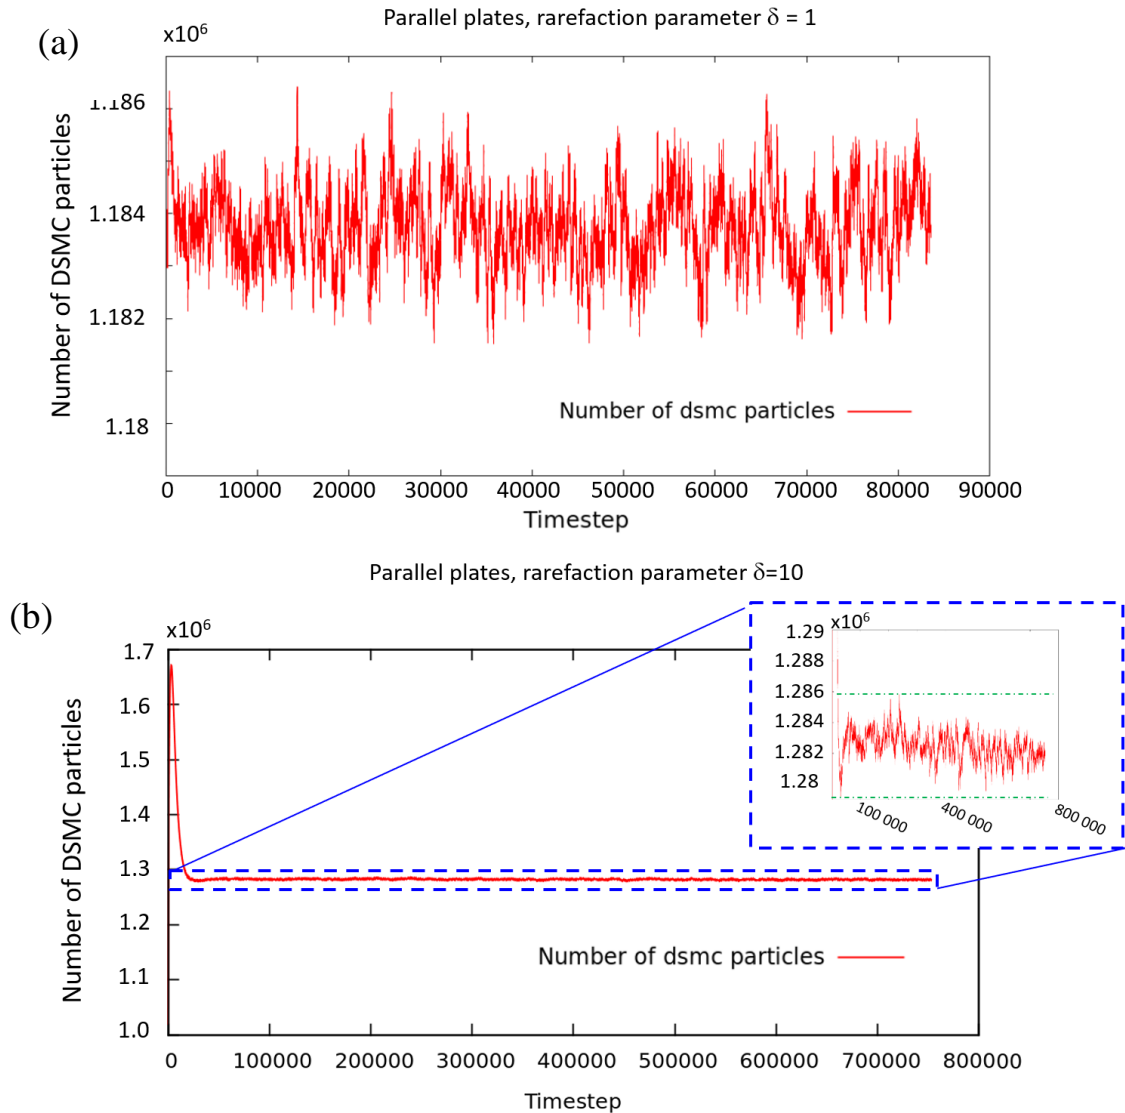 Parallel plates, rarefaction parameter δ = 1
(a)
x10⁶
Number of DSMC particles
1.186
1.184
1.182
1.18
Number of dsmc particles
0 10000 20000 30000 40000 50000 60000 70000 80000 90000
Timestep
Parallel plates, rarefaction parameter δ=10
(b)
x10⁶
Number of DSMC particles
1.7
1.6
1.5
1.4
1.3
1.2
1.1
1.0
x10⁶
1.29
1.288
1.286
1.284
1.282
1.28
100 000 400 000 800 000
Number of dsmc particles
0 100000 200000 300000 400000 500000 600000 700000 800000
Timestep